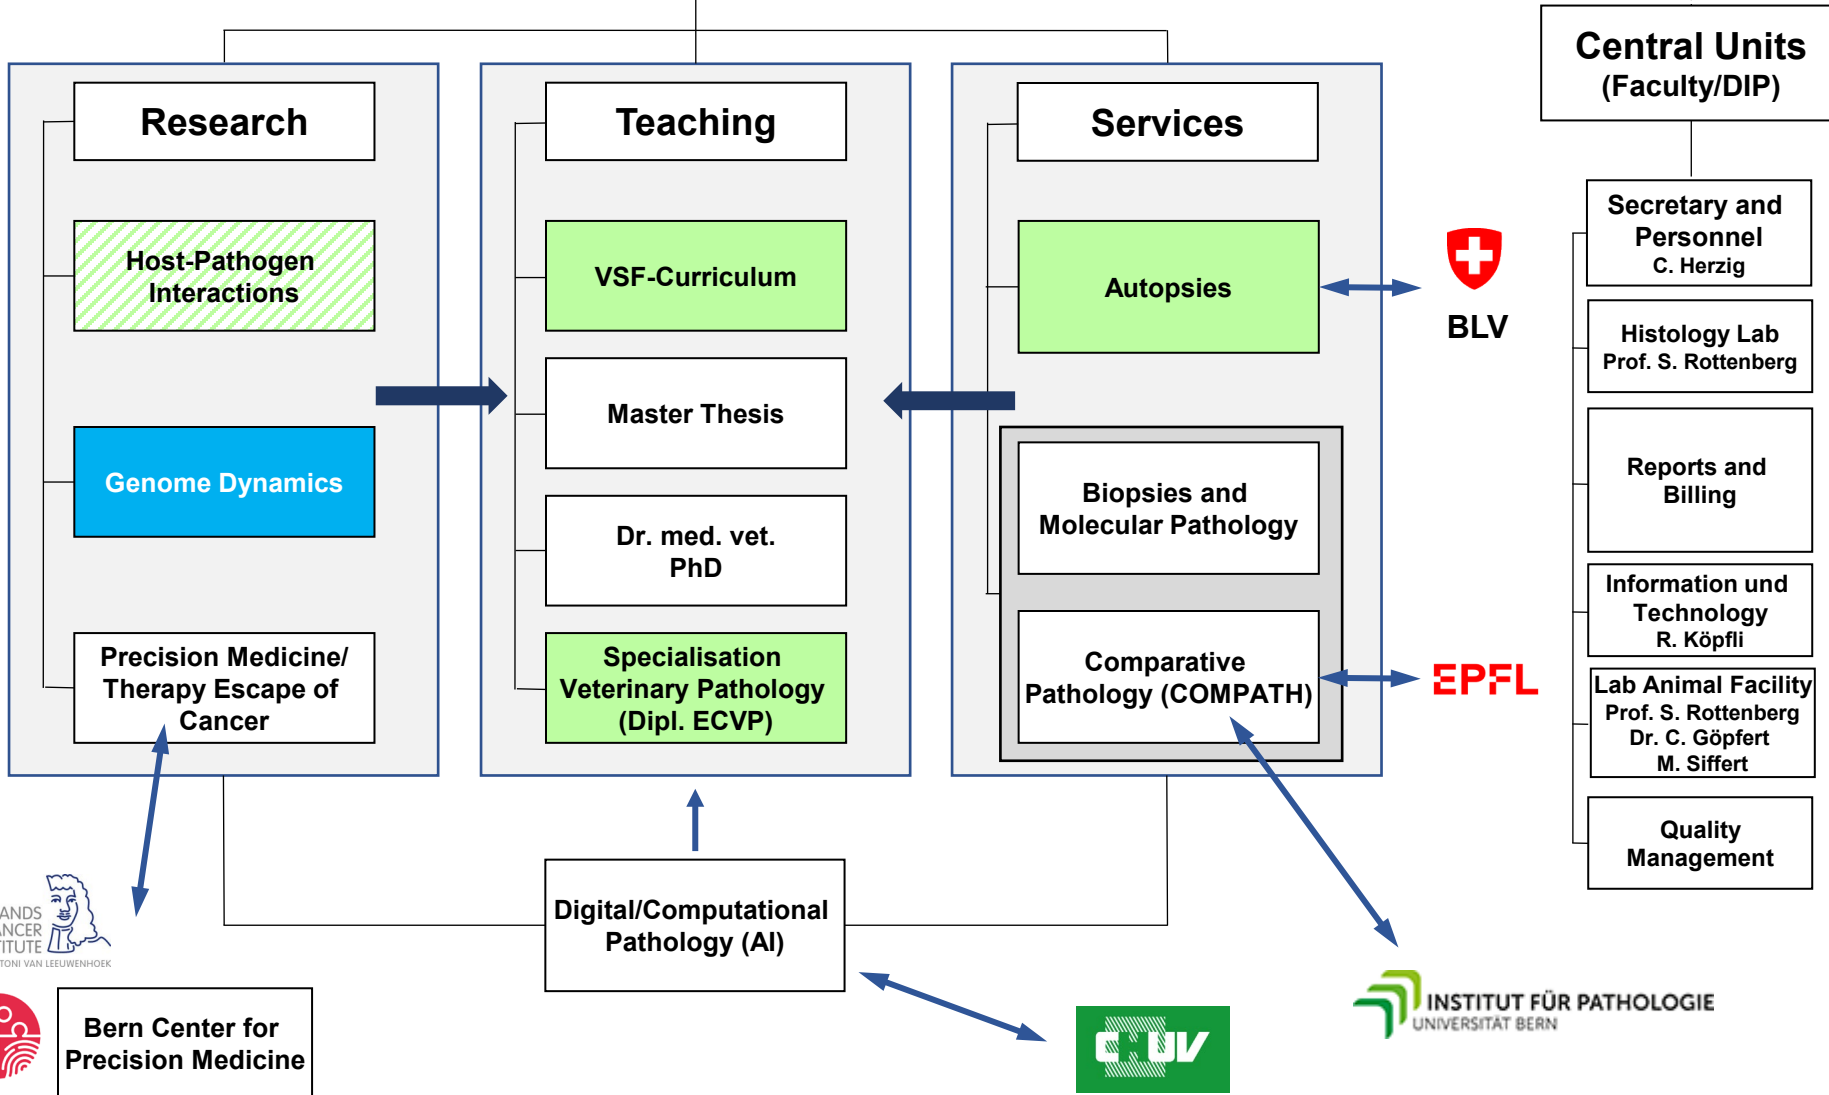 Research
Host-Pathogen
Interactions
Genome Dynamics
Precision Medicine/
Therapy Escape of
Cancer
Teaching
VSF-Curriculum
Master Thesis
Dr. med. vet.
PhD
Specialisation
Veterinary Pathology
(Dipl. ECVP)
Services
Autopsies
Biopsies and
Molecular Pathology
Comparative
Pathology (COMPATH)
BLV
EPFL
Central Units
(Faculty/DIP)
Secretary and
Personnel
C. Herzig
Histology Lab
Prof. S. Rottenberg
Reports and
Billing
Information und
Technology
R. Köpfli
Lab Animal Facility
Prof. S. Rottenberg
Dr. C. Göpfert
M. Siffert
Quality
Management
Digital/Computational
Pathology (AI)
VAN LEEUWENHOEK
Bern Center for
Precision Medicine
CHUV
INSTITUT FÜR PATHOLOGIE
UNIVERSITÄT BERN